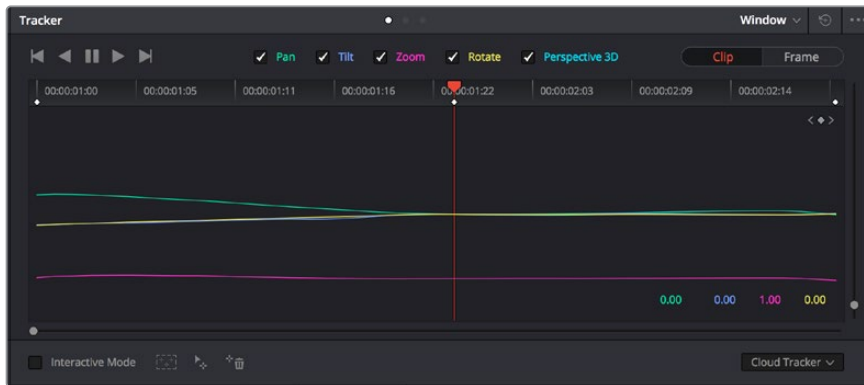 Tracker Window
Pan Tilt Zoom Rotate Perspective 3D Clip Frame
00:00:01:00 00:00:01:05 00:00:01:11 00:00:01:16 00:00:01:22 00:00:02:03 00:00:02:09 00:00:02:14
0.00 0.00 1.00 0.00
Interactive Mode Cloud Tracker